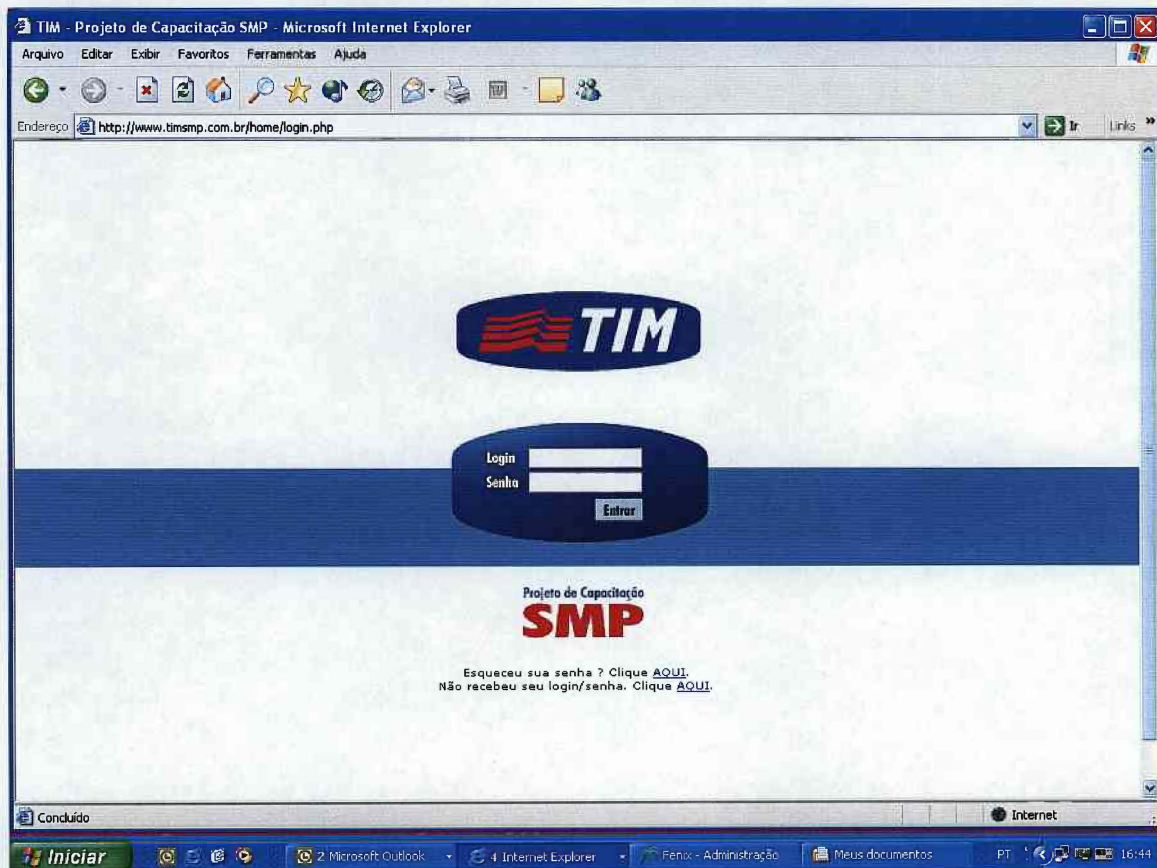 TIM - Projeto de Capacitação SMP - Microsoft Internet Explorer
Arquivo Editar Exibir Favoritos Ferramentas Ajuda
Endereço http://www.timsmp.com.br/home/login.php Ir Links »
TIM
Login
Senha
Entrar
Projeto de Capacitação
SMP
Esqueceu sua senha ? Clique AQUI.
Não recebeu seu login/senha. Clique AQUI.
Concluído Internet
Iniciar 2 Microsoft Outlook 4 Internet Explorer Fenix - Administração Meus documentos PT 16:44